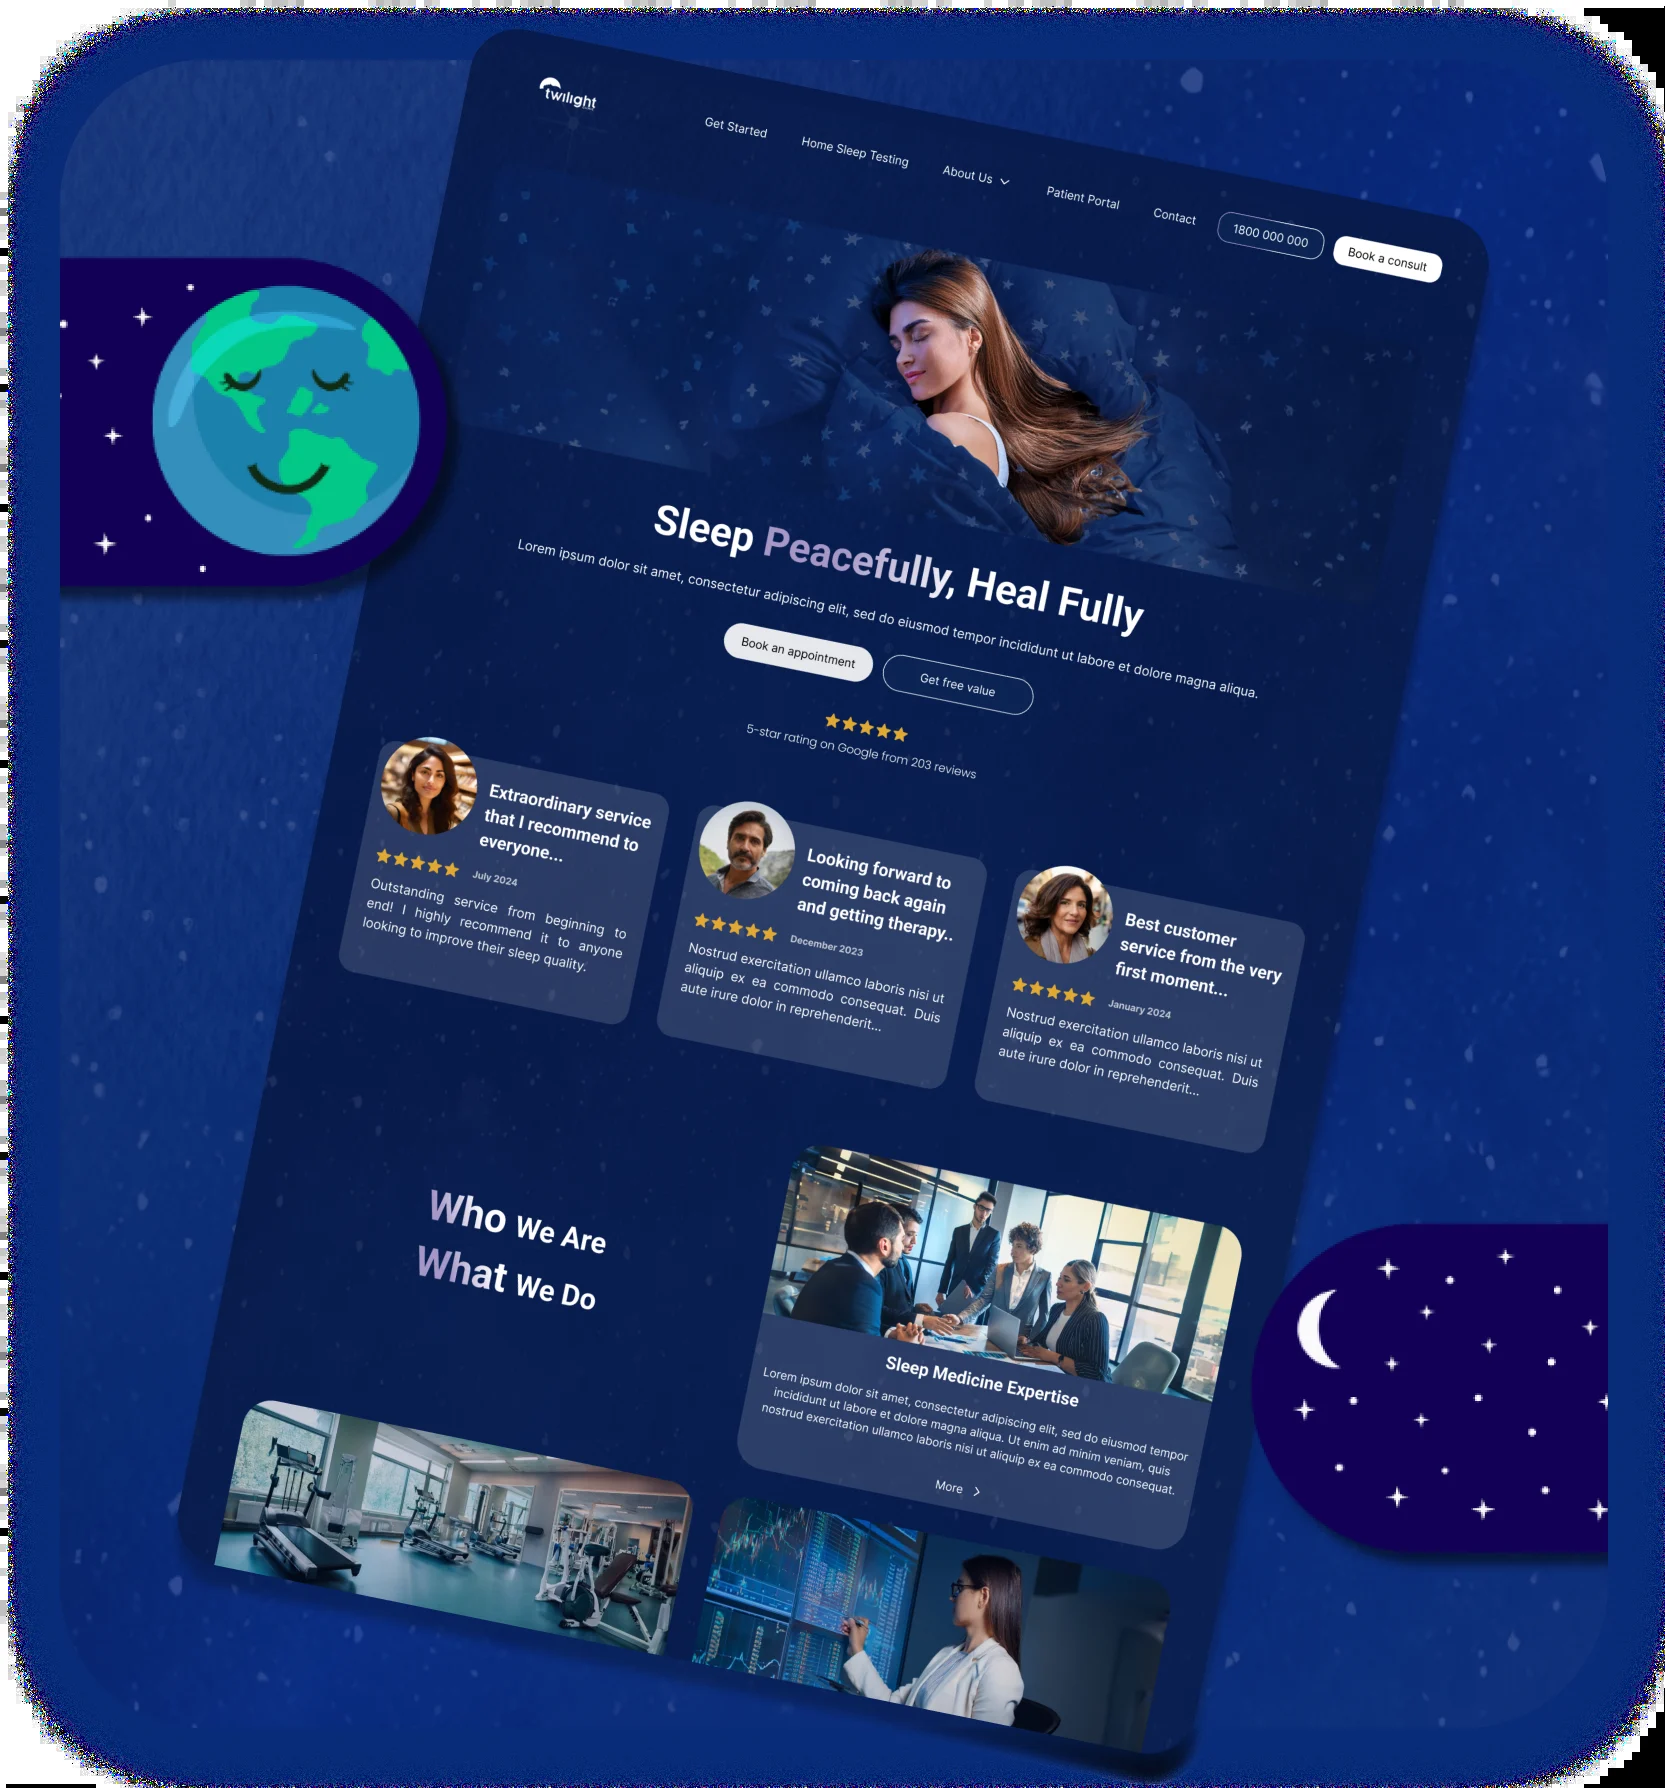 twilight
Get Started
Home Sleep Testing
About Us
Patient Portal
Contact
1800 000 000
Book a consult
Sleep Peacefully, Heal Fully
Lorem ipsum dolor sit amet, consectetur adipiscing elit, sed do eiusmod tempor incididunt ut labore et dolore magna aliqua.
Book an appointment
Get free value
5-star rating on Google from 203 reviews
Extraordinary service
that I recommend to
everyone...
July 2024
Outstanding service from beginning to
end! I highly recommend it to anyone
looking to improve their sleep quality.
Looking forward to
coming back again
and getting therapy..
December 2023
Nostrud exercitation ullamco laboris nisi ut
aliquip ex ea commodo consequat. Duis
aute irure dolor in reprehenderit...
Best customer
service from the very
first moment...
January 2024
Nostrud exercitation ullamco laboris nisi ut
aliquip ex ea commodo consequat. Duis
aute irure dolor in reprehenderit...
Who We Are
What We Do
Sleep Medicine Expertise
Lorem ipsum dolor sit amet, consectetur adipiscing elit, sed do eiusmod tempor
incididunt ut labore et dolore magna aliqua. Ut enim ad minim veniam, quis
nostrud exercitation ullamco laboris nisi ut aliquip ex ea commodo consequat.
More